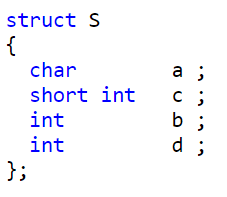 struct S
{
  char        a ;
  short int   c ;
  int         b ;
  int         d ;
};